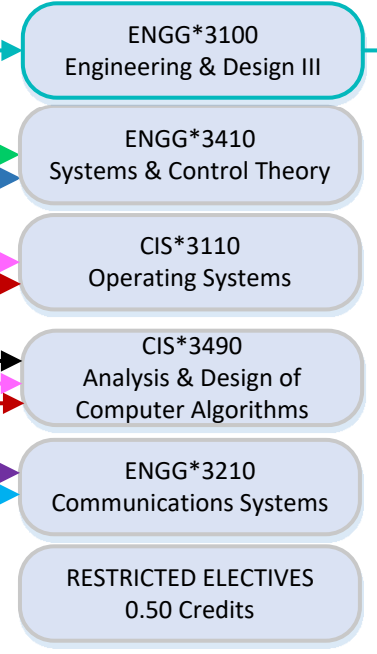 ENGG*3100
Engineering & Design III
ENGG*3410
Systems & Control Theory
CIS*3110
Operating Systems
CIS*3490
Analysis & Design of
Computer Algorithms
ENGG*3210
Communications Systems
RESTRICTED ELECTIVES
0.50 Credits